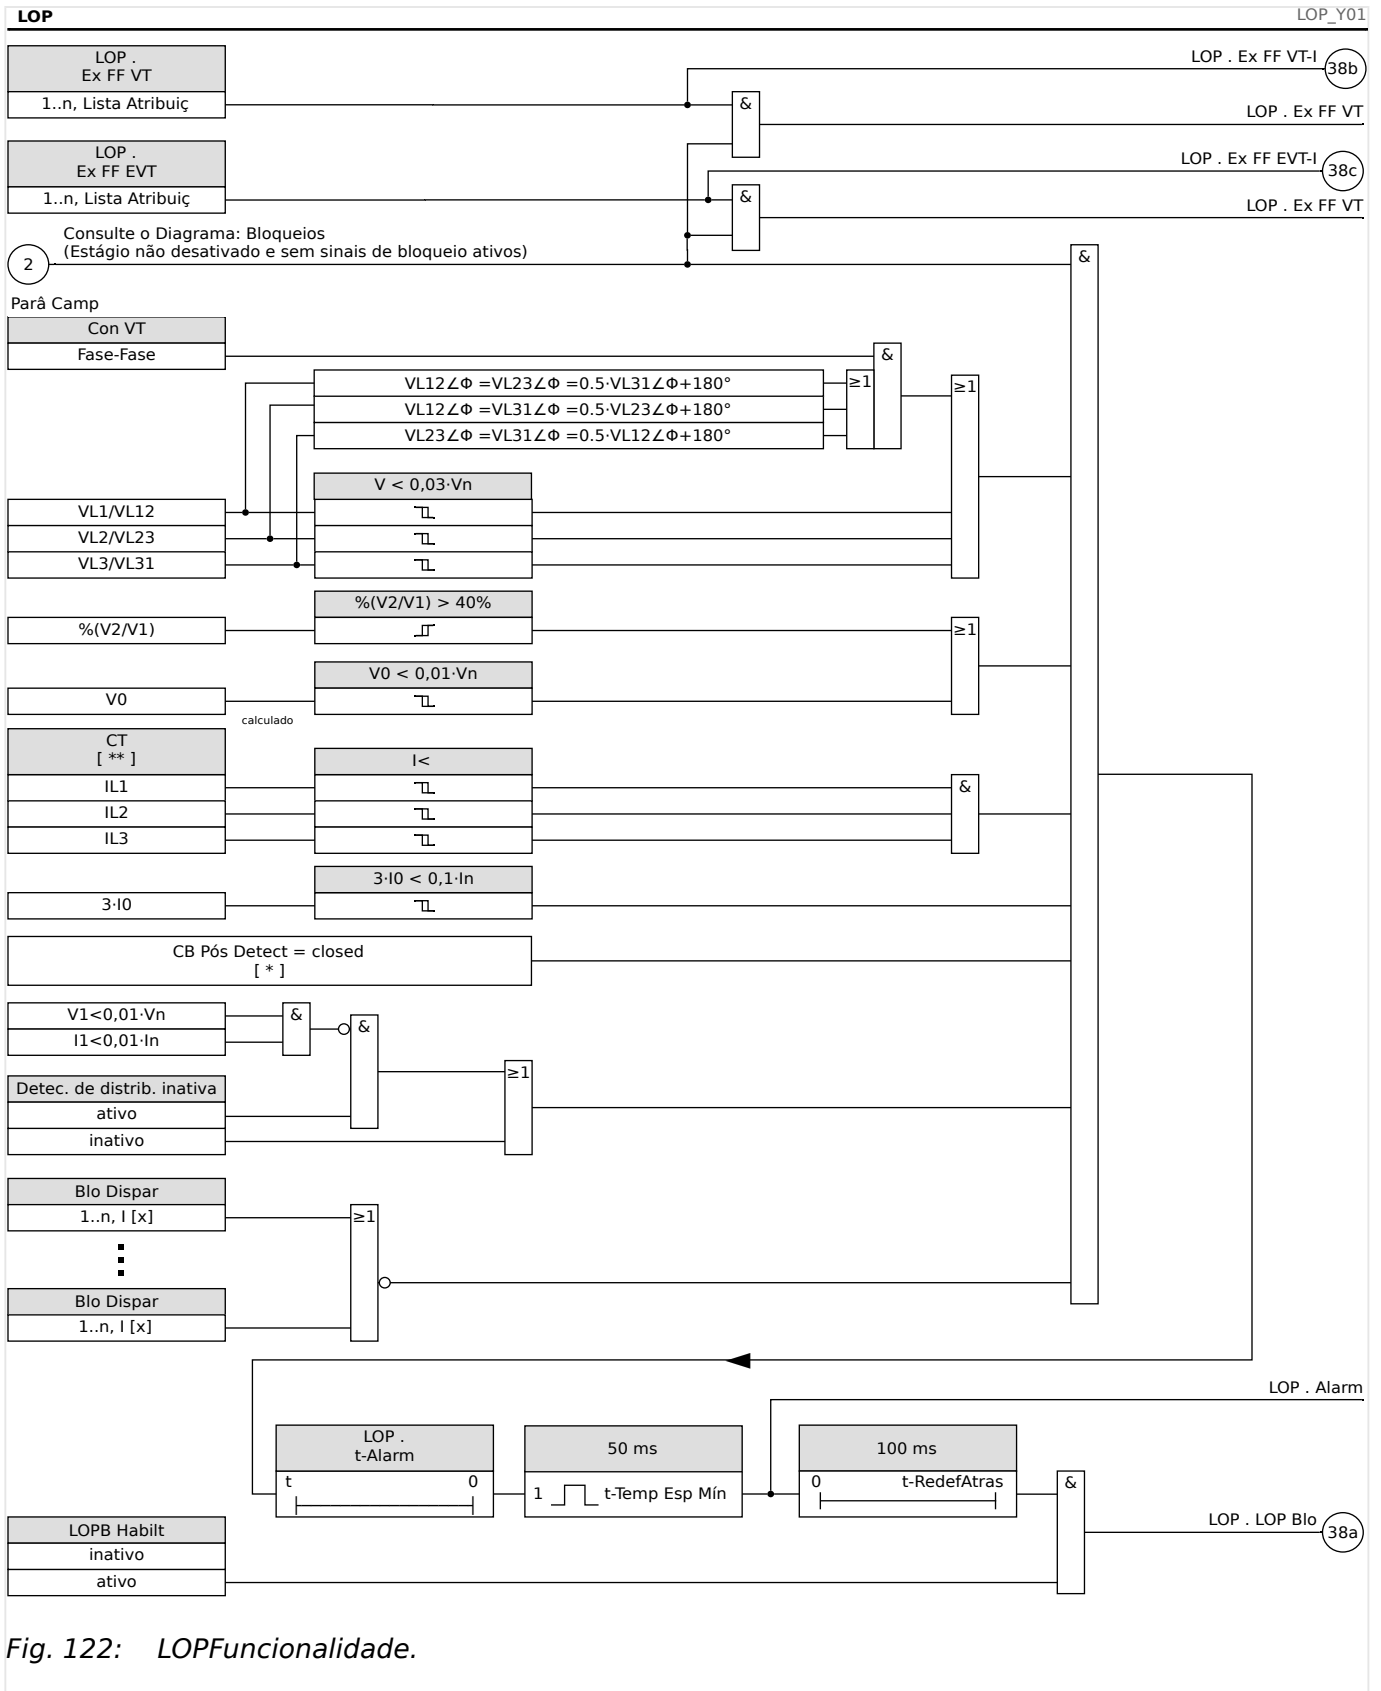 LOP
LOP_Y01
LOP .
Ex FF VT
1..n, Lista Atribuiç
LOP . Ex FF VT-I
38b
&
LOP . Ex FF VT
LOP .
Ex FF EVT
1..n, Lista Atribuiç
LOP . Ex FF EVT-I
38c
&
LOP . Ex FF VT
Consulte o Diagrama: Bloqueios
(Estágio não desativado e sem sinais de bloqueio ativos)
2
&
Parâ Camp
Con VT
Fase-Fase
&
VL12∠Φ =VL23∠Φ =0.5·VL31∠Φ+180°
≥1
≥1
VL12∠Φ =VL31∠Φ =0.5·VL23∠Φ+180°
VL23∠Φ =VL31∠Φ =0.5·VL12∠Φ+180°
V < 0,03·Vn
VL1/VL12
VL2/VL23
VL3/VL31
%(V2/V1) > 40%
%(V2/V1)
≥1
V0 < 0,01·Vn
V0
calculado
CT
[ ** ]
I<
IL1
&
IL2
IL3
3·I0 < 0,1·In
3·I0
CB Pós Detect = closed
[ * ]
V1<0,01·Vn
&
&
I1<0,01·In
≥1
Detec. de distrib. inativa
ativo
inativo
Blo Dispar
1..n, I [x]
≥1
Blo Dispar
1..n, I [x]
LOP . Alarm
LOP .
t-Alarm
50 ms
100 ms
t
0
1
t-Temp Esp Mín
0
t-RedefAtras
&
LOPB Habilt
LOP . LOP Blo
38a
inativo
ativo
Fig. 122: LOPFuncionalidade.